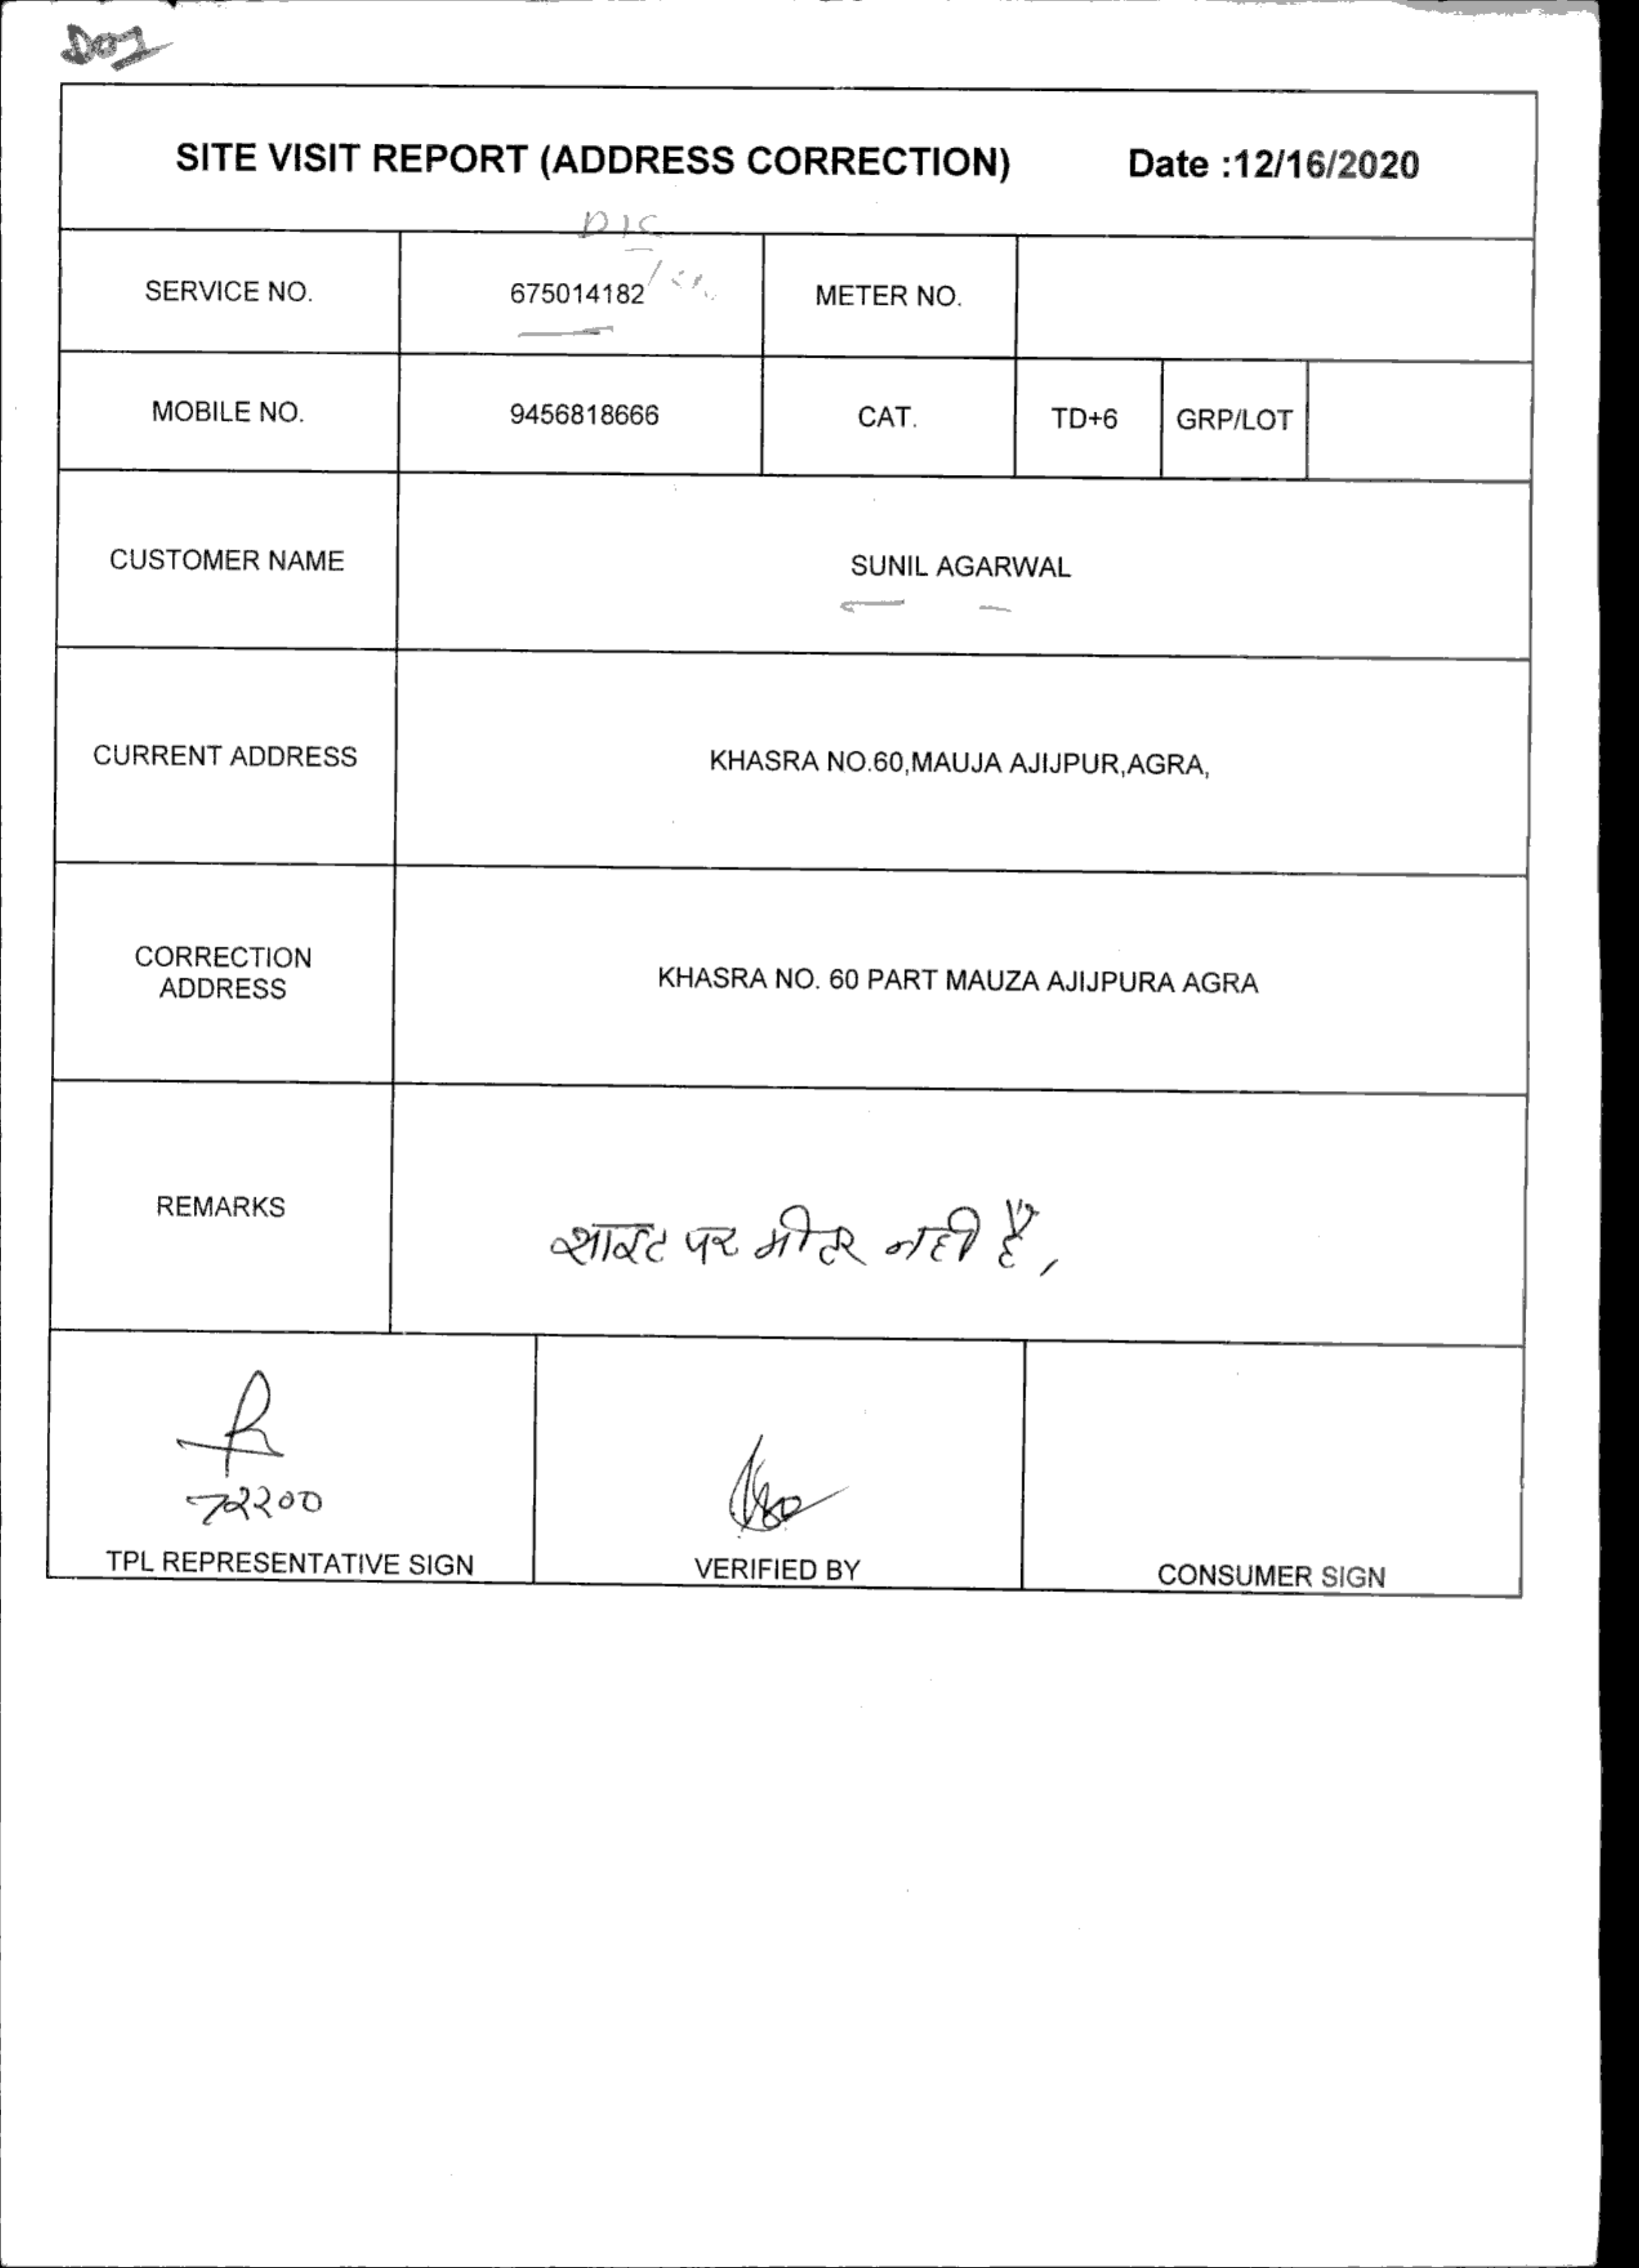 SITE VISIT REPORT (ADDRESS CORRECTION) Date :12/16/2020
D/C
SERVICE NO. 675014182 METER NO.
MOBILE NO. 9456818666 CAT. TD+6 GRP/LOT
CUSTOMER NAME SUNIL AGARWAL
CURRENT ADDRESS KHASRA NO.60,MAUJA AJIJPUR,AGRA,
CORRECTION
ADDRESS
KHASRA NO. 60 PART MAUZA AJIJPURA AGRA
REMARKS साइट पर मीटर नही है,
72200
TPL REPRESENTATIVE SIGN VERIFIED BY CONSUMER SIGN